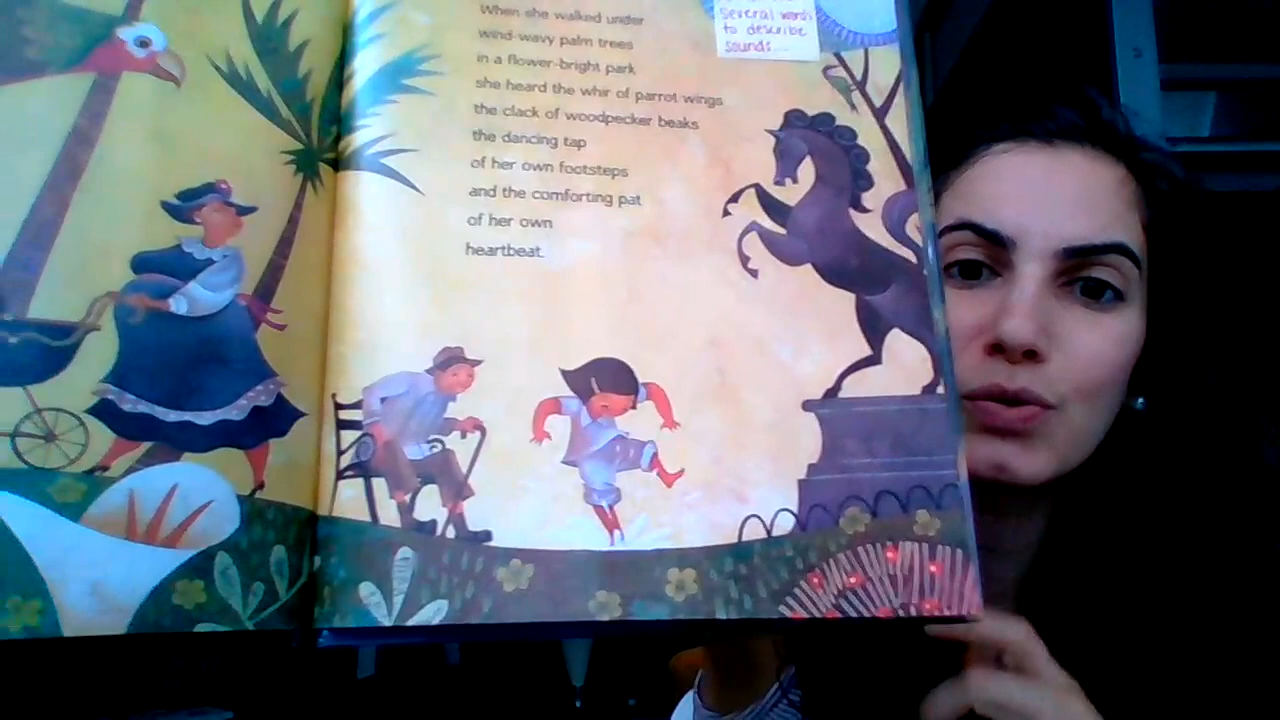 When she walked under
wind-wavy palm trees
in a flower-bright park
she heard the whir of parrot wings
the clack of woodpecker beaks
the dancing tap
of her own footsteps
and the comforting pat
of her own
heartbeat.
several words
to describe
sounds...